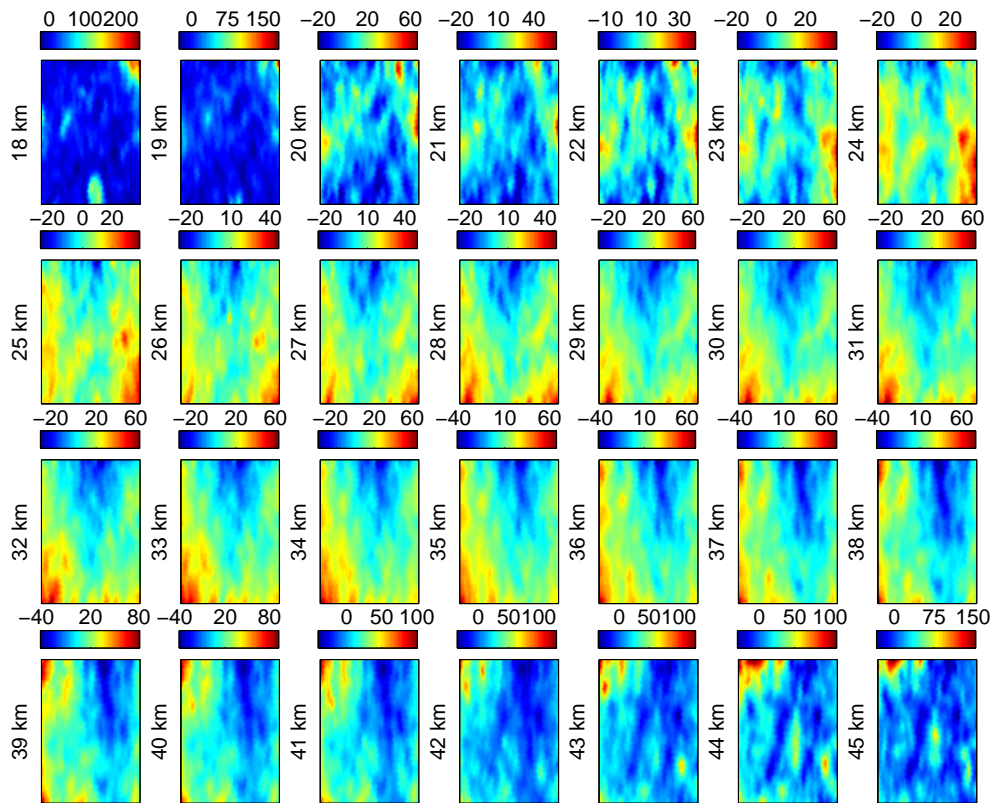 0 100200 0 75 150 −20 20 60 −20 10 40 −10 10 30 −20 0 20 −20 0 20
18 km 19 km 20 km 21 km 22 km 23 km 24 km
−20 0 20 −20 10 40 −20 10 40 −20 10 40 −20 20 60 −20 20 60 −20 20 60
25 km 26 km 27 km 28 km 29 km 30 km 31 km
−20 20 60 −20 20 60 −20 20 60 −40 10 60 −40 10 60 −40 10 60 −40 10 60
32 km 33 km 34 km 35 km 36 km 37 km 38 km
−40 20 80 −40 20 80 0 50 100 0 50100 0 50100 0 50 100 0 75 150
39 km 40 km 41 km 42 km 43 km 44 km 45 km